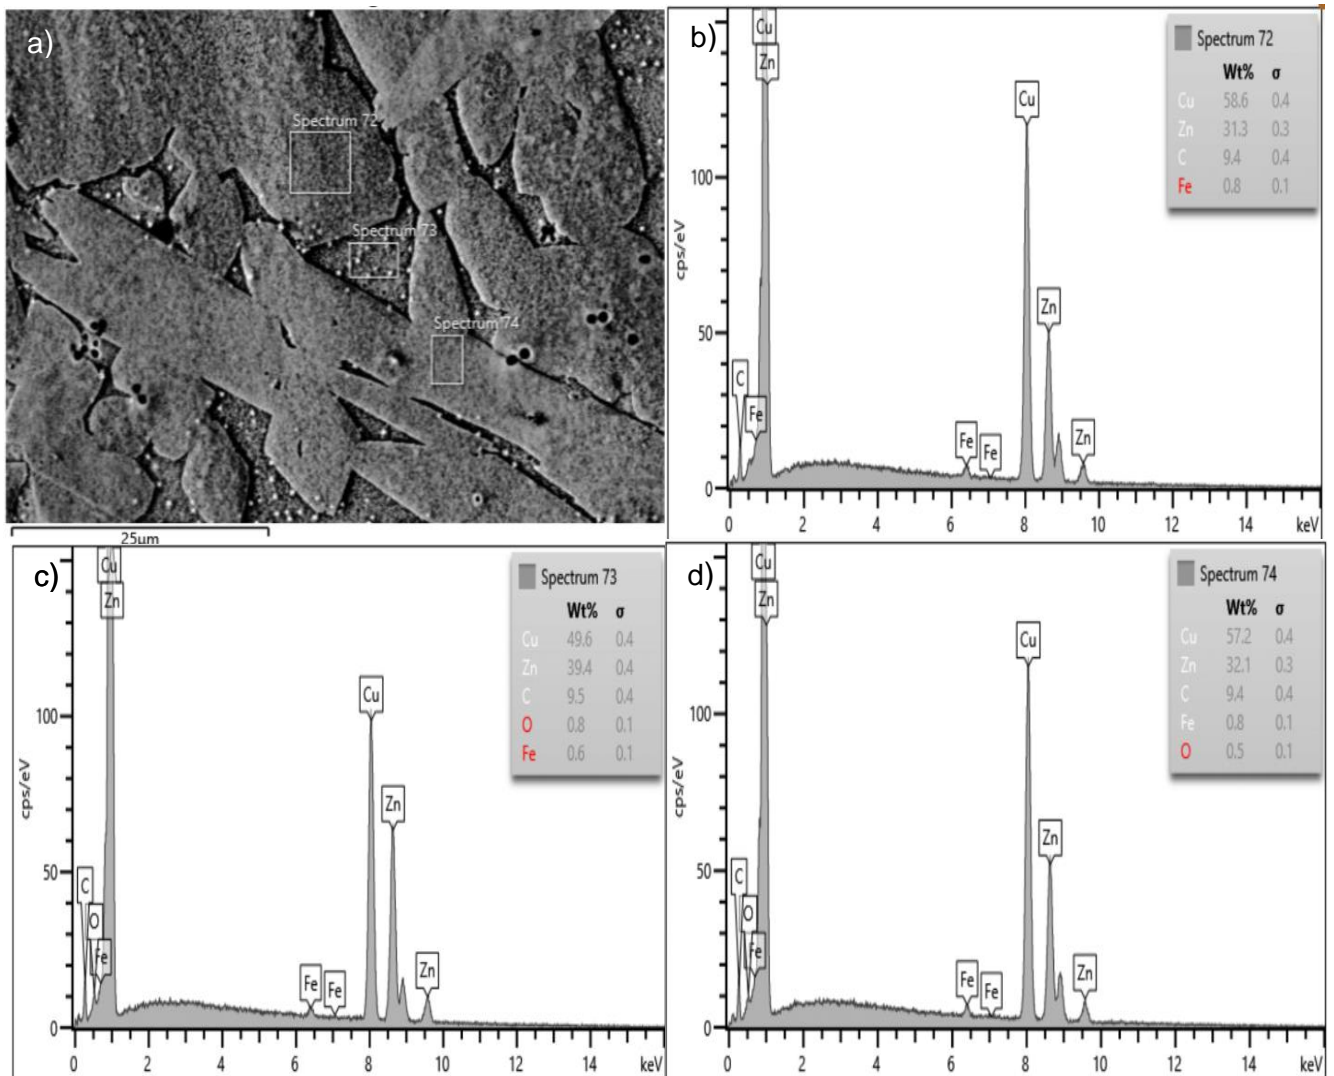 a)
Spectrum 72
Spectrum 73
Spectrum 74
25µm
b)
Spectrum 72
Wt% σ
Cu 58.6 0.4
Zn 31.3 0.3
C 9.4 0.4
Fe 0.8 0.1
Cu
Zn
Cu
Zn
C
Fe
Fe
Fe
Zn
cps/eV
100
50
0
0 2 4 6 8 10 12 14 keV
c)
Spectrum 73
Wt% σ
Cu 49.6 0.4
Zn 39.4 0.4
C 9.5 0.4
O 0.8 0.1
Fe 0.6 0.1
Cu
Zn
Cu
Zn
C
O
Fe
Fe
Fe
Zn
cps/eV
100
50
0
0 2 4 6 8 10 12 14 keV
d)
Spectrum 74
Wt% σ
Cu 57.2 0.4
Zn 32.1 0.3
C 9.4 0.4
Fe 0.8 0.1
O 0.5 0.1
Cu
Zn
Cu
Zn
C
O
Fe
Fe
Fe
Zn
cps/eV
100
50
0
0 2 4 6 8 10 12 14 keV